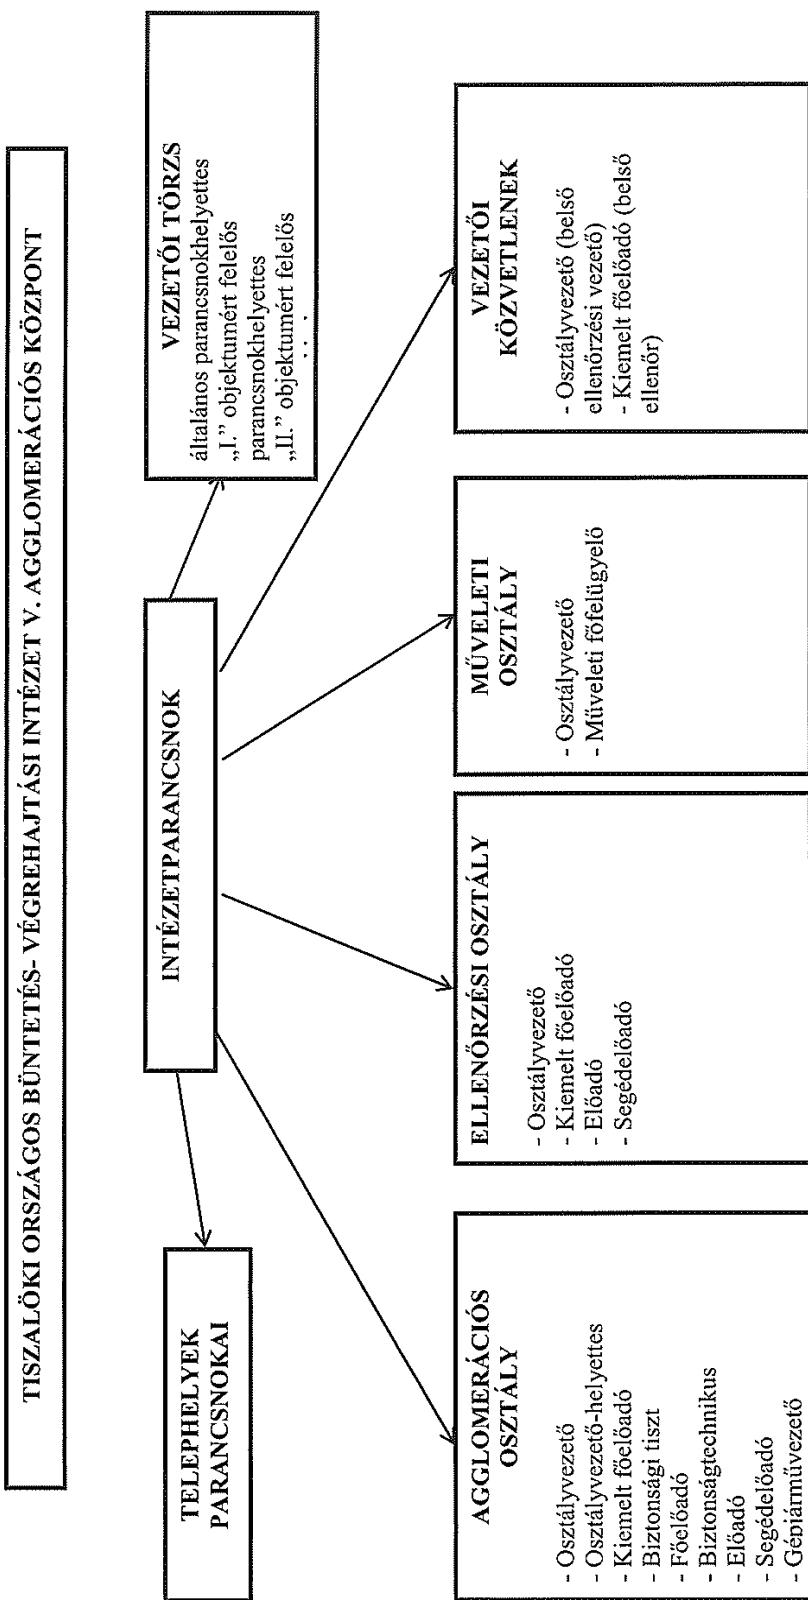 TISZALÖKI ORSZÁGOS BÜNTETÉS- VÉGREHAJTÁSI INTÉZET V. AGGLOMERÁCIÓS KÖZPONT
TELEPHELYEK
PARANCSNOKAI
INTÉZETPARANCSNOK
VEZETŐI TÖRZS
általános parancsnokhelyettes
„I.” objektumért felelős
parancsnokhelyettes
„II.” objektumért felelős
AGGLOMERÁCIÓS
OSZTÁLY
- Osztályvezető
- Osztályvezető-helyettes
- Kiemelt főelőadó
- Biztonsági tiszt
- Főelőadó
- Biztonságtechnikus
- Előadó
- Segédelőadó
- Gépjárművezető
ELLENŐRZÉSI OSZTÁLY
- Osztályvezető
- Kiemelt főelőadó
- Előadó
- Segédelőadó
MŰVELETI
OSZTÁLY
- Osztályvezető
- Műveleti főfelügyelő
VEZETŐI
KÖZVETLENEK
- Osztályvezető (belső
ellenőrzési vezető)
- Kiemelt főelőadó (belső
ellenőr)